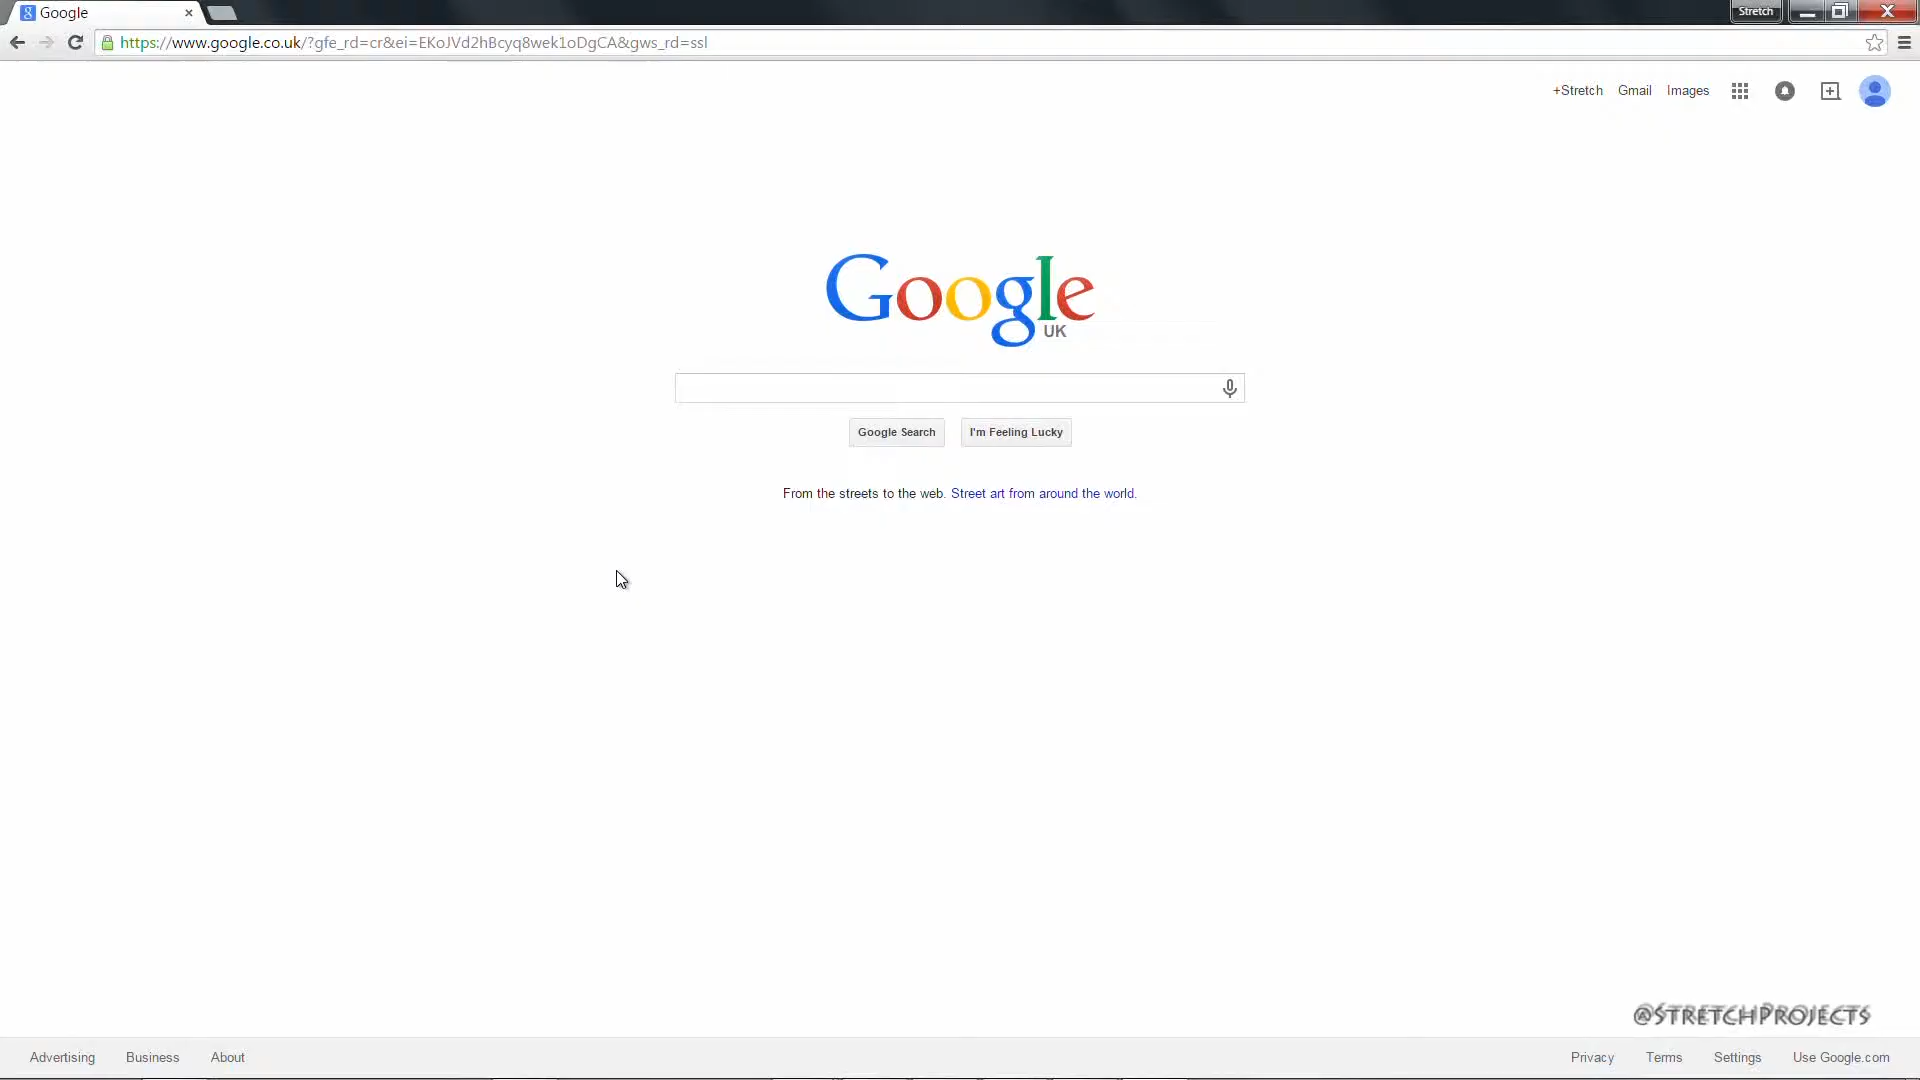 Google
Stretch
https://www.google.co.uk/?gfe_rd=cr&ei=EKoJVd2hBcyq8wek1oDgCA&gws_rd=ssl
+Stretch Gmail Images
Google
UK
Google Search I'm Feeling Lucky
From the streets to the web. Street art from around the world.
@StretchProjects
Advertising Business About Privacy Terms Settings Use Google.com